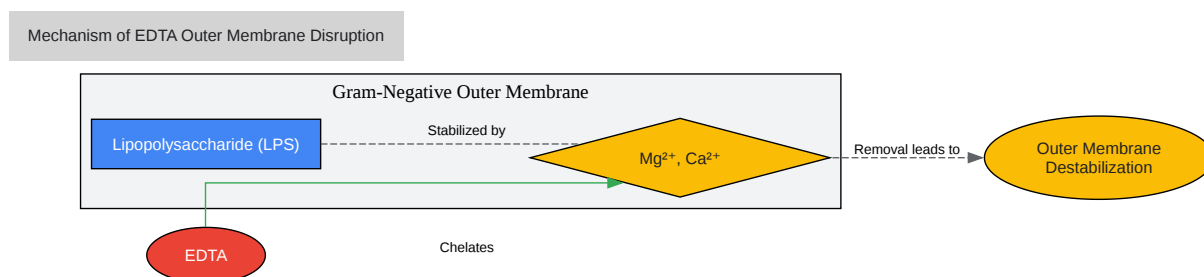 Mechanism of EDTA Outer Membrane Disruption
Gram-Negative Outer Membrane
Lipopolysaccharide (LPS)
Stabilized by
Mg²⁺, Ca²⁺
Removal leads to
Outer Membrane
Destabilization
EDTA
Chelates